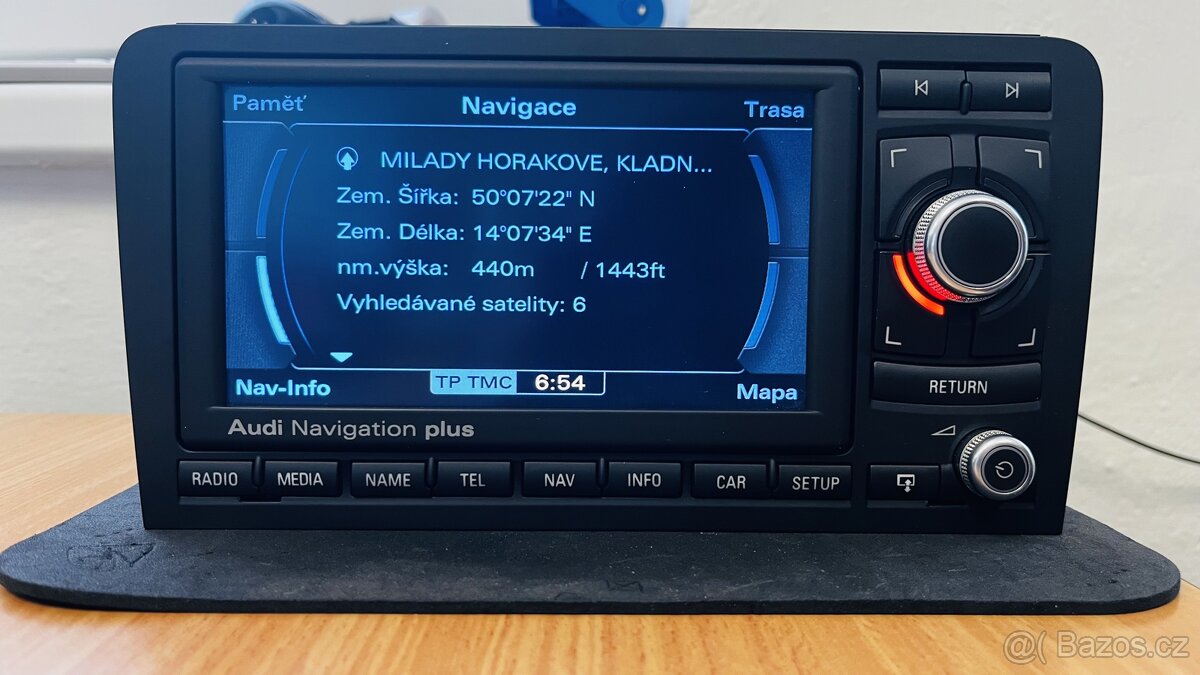 Paměť Navigace Trasa
MILADY HORAKOVE, KLADN...
Zem. Šířka: 50°07'22" N
Zem. Délka: 14°07'34" E
nm.výška: 440m / 1443ft
Vyhledávané satelity: 6
Nav-Info TP TMC 6:54 Mapa
Audi Navigation plus
RETURN
RADIO MEDIA NAME TEL NAV INFO CAR SETUP
@( Bazos.cz